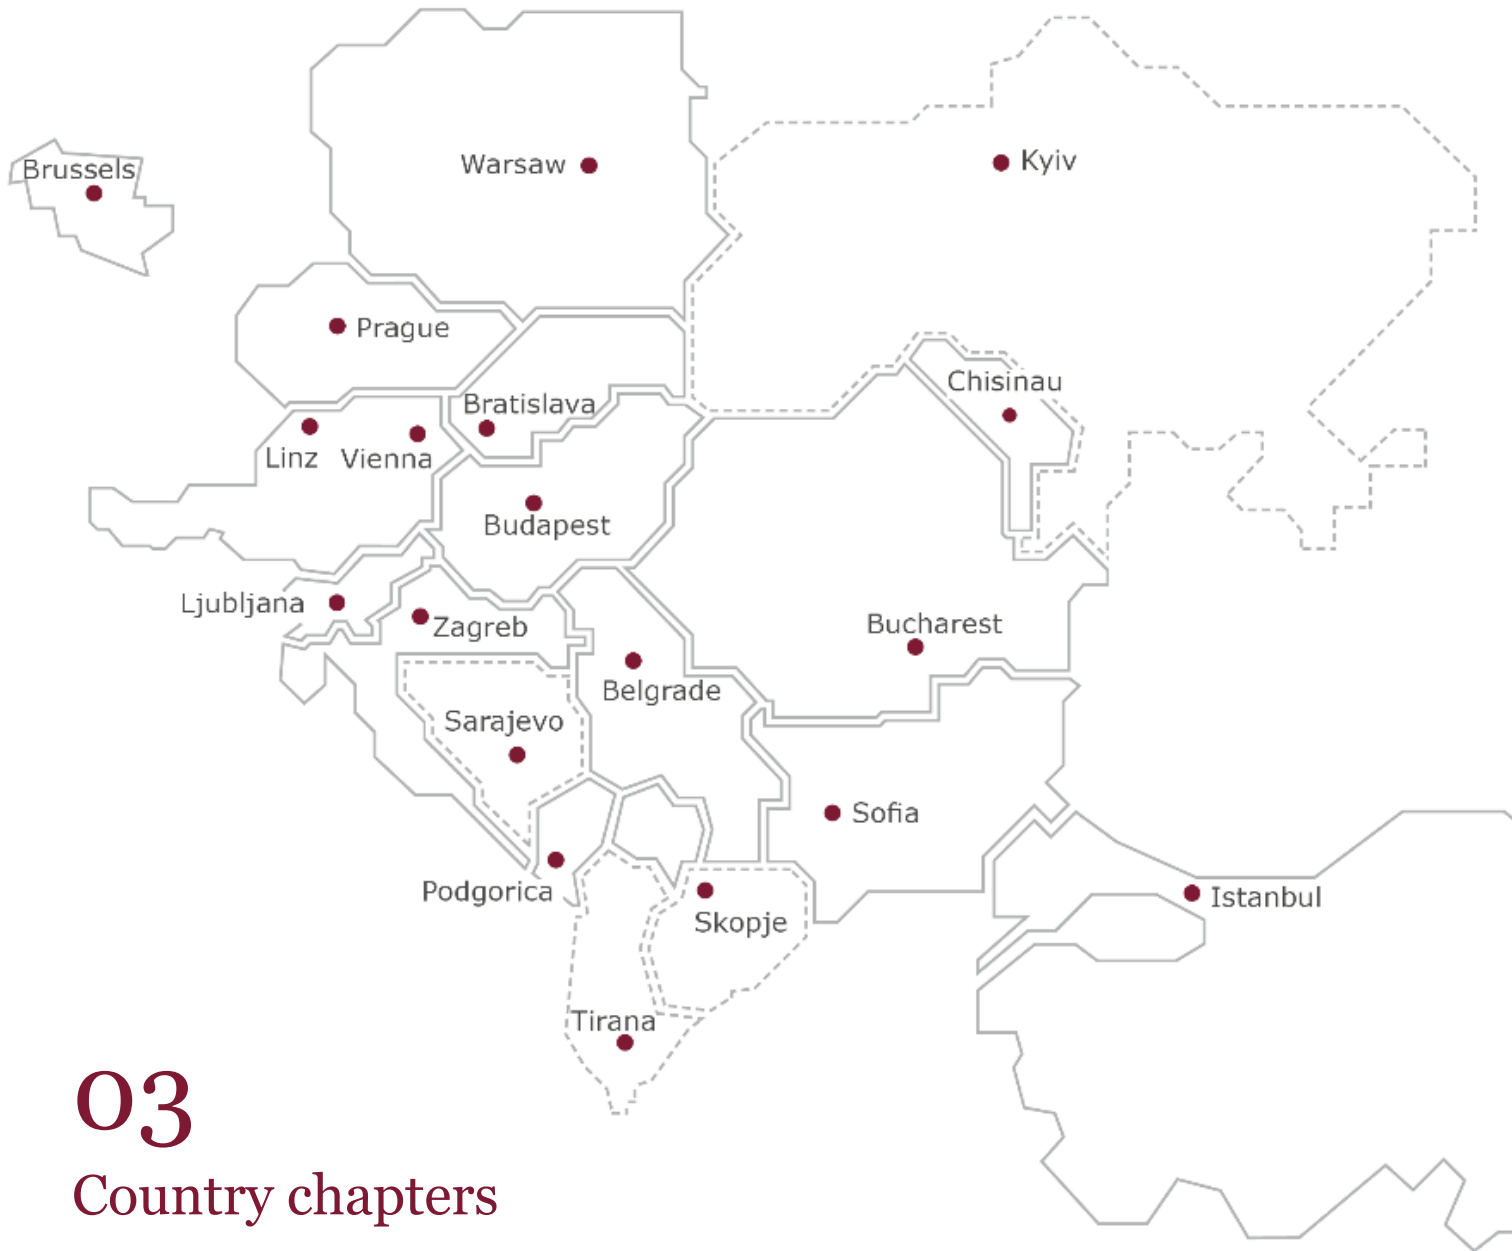 Warsaw
Kyiv
Brussels
Prague
Chisinau
Bratislava
Linz
Vienna
Budapest
Ljubljana
Zagreb
Bucharest
Belgrade
Sarajevo
Sofia
Podgorica
Istanbul
Skopje
Tirana
03
Country chapters